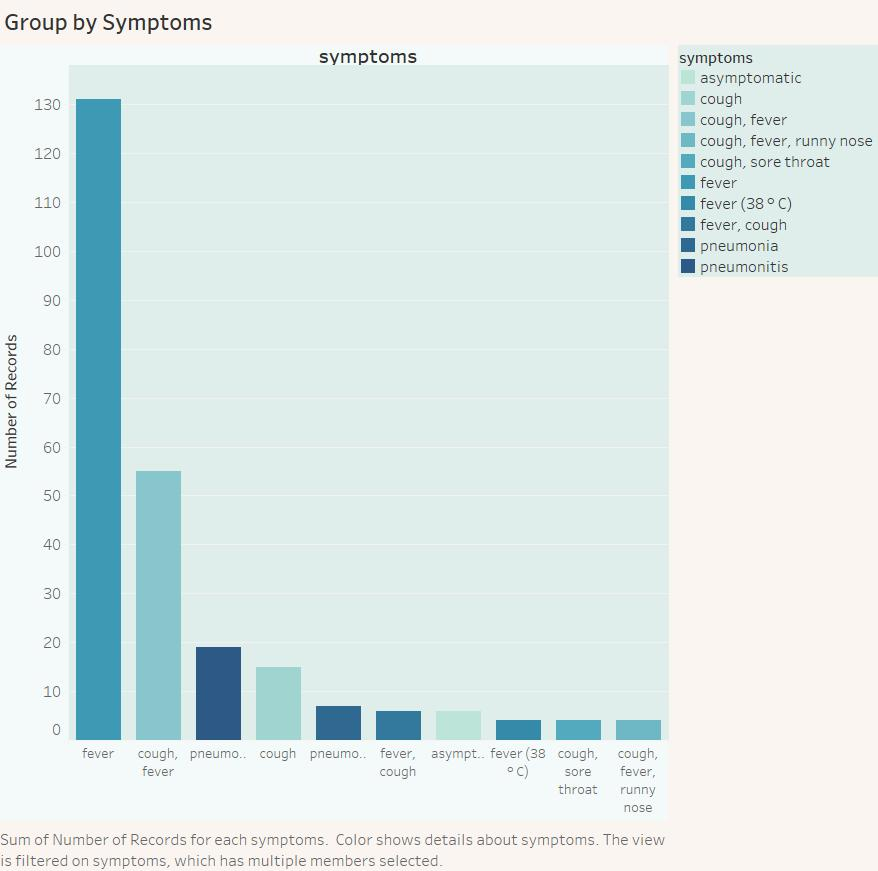 Group by Symptoms
symptoms
130
120
110
100
90
80
70
60
50
40
30
20
10
0
Number of Records
fever
cough,
fever
pneumo..
cough
pneumo..
fever,
cough
asympt..
fever (38
º C)
cough,
sore
throat
cough,
fever,
runny
nose
symptoms
asymptomatic
cough
cough, fever
cough, fever, runny nose
cough, sore throat
fever
fever (38 º C)
fever, cough
pneumonia
pneumonitis
Sum of Number of Records for each symptoms. Color shows details about symptoms. The view
is filtered on symptoms, which has multiple members selected.